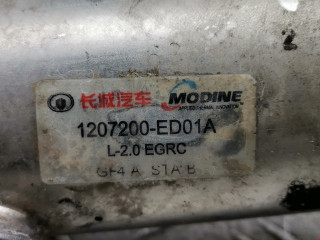 长城汽车 MODINE
1207200-ED01A
L-2.0 EGRC
GF4 A S1A B